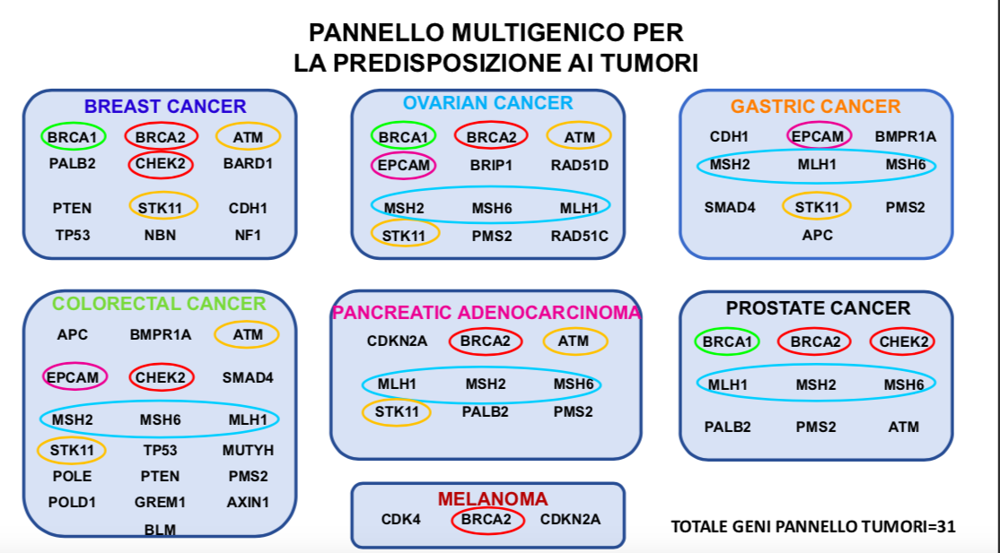 PANNELLO MULTIGENICO PER
LA PREDISPOSIZIONE AI TUMORI
BREAST CANCER
BRCA1 BRCA2 ATM
PALB2 CHEK2 BARD1
PTEN STK11 CDH1
TP53 NBN NF1
OVARIAN CANCER
BRCA1 BRCA2 ATM
EPCAM BRIP1 RAD51D
MSH2 MSH6 MLH1
STK11 PMS2 RAD51C
GASTRIC CANCER
CDH1 EPCAM BMPR1A
MSH2 MLH1 MSH6
SMAD4 STK11 PMS2
APC
COLORECTAL CANCER
APC BMPR1A ATM
EPCAM CHEK2 SMAD4
MSH2 MSH6 MLH1
STK11 TP53 MUTYH
POLE PTEN PMS2
POLD1 GREM1 AXIN1
BLM
PANCREATIC ADENOCARCINOMA
CDKN2A BRCA2 ATM
MLH1 MSH2 MSH6
STK11 PALB2 PMS2
PROSTATE CANCER
BRCA1 BRCA2 CHEK2
MLH1 MSH2 MSH6
PALB2 PMS2 ATM
MELANOMA
CDK4 BRCA2 CDKN2A
TOTALE GENI PANNELLO TUMORI=31